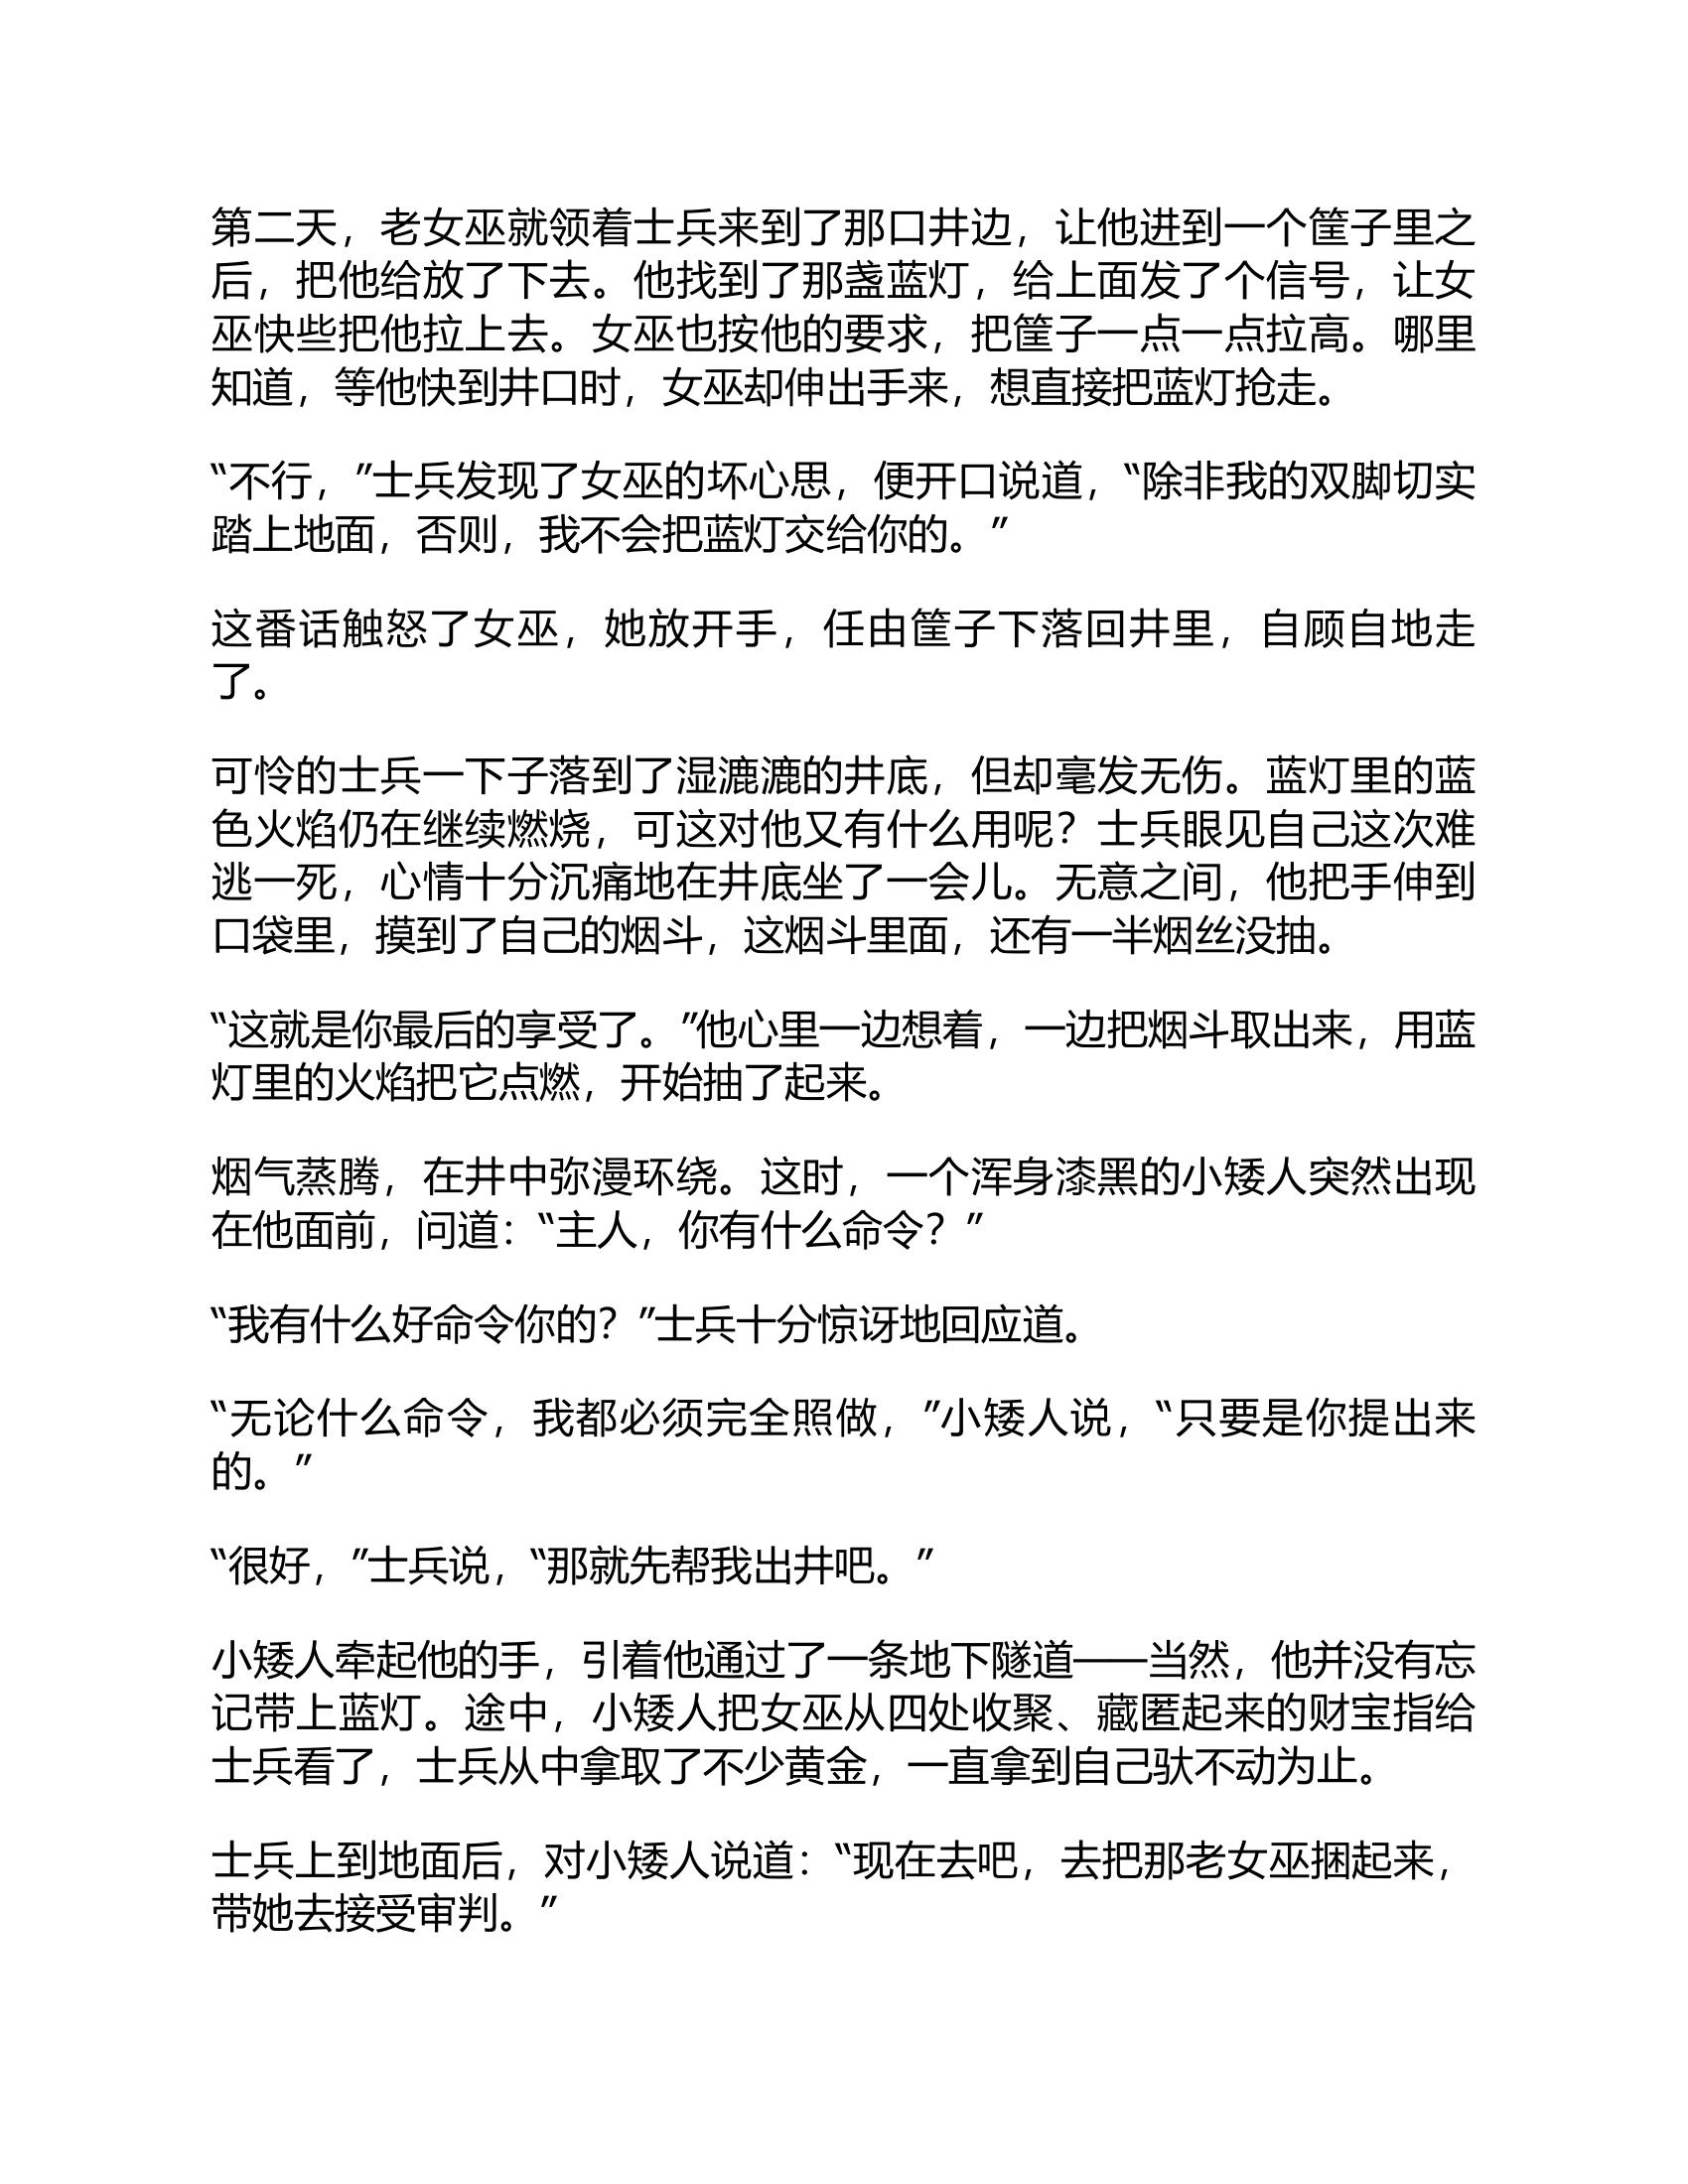 第二天，老女巫就领着士兵来到了那口井边，让他进到一个筐子里之
后，把他给放了下去。他找到了那盏蓝灯，给上面发了个信号，让女
巫快些把他拉上去。女巫也按他的要求，把筐子一点一点拉高。哪里
知道，等他快到井口时，女巫却伸出手来，想直接把蓝灯抢走。
“不行，”士兵发现了女巫的坏心思，便开口说道，“除非我的双脚切实
踏上地面，否则，我不会把蓝灯交给你的。”
这番话触怒了女巫，她放开手，任由筐子下落回井里，自顾自地走
了。
可怜的士兵一下子落到了湿漉漉的井底，但却毫发无伤。蓝灯里的蓝
色火焰仍在继续燃烧，可这对他又有什么用呢？士兵眼见自己这次难
逃一死，心情十分沉痛地在井底坐了一会儿。无意之间，他把手伸到
口袋里，摸到了自己的烟斗，这烟斗里面，还有一半烟丝没抽。
“这就是你最后的享受了。”他心里一边想着，一边把烟斗取出来，用蓝
灯里的火焰把它点燃，开始抽了起来。
烟气蒸腾，在井中弥漫环绕。这时，一个浑身漆黑的小矮人突然出现
在他面前，问道：“主人，你有什么命令？”
“我有什么好命令你的？”士兵十分惊讶地回应道。
“无论什么命令，我都必须完全照做，”小矮人说，“只要是你提出来
的。”
“很好，”士兵说，“那就先帮我出井吧。”
小矮人牵起他的手，引着他通过了一条地下隧道——当然，他并没有忘
记带上蓝灯。途中，小矮人把女巫从四处收聚、藏匿起来的财宝指给
士兵看了，士兵从中拿取了不少黄金，一直拿到自己驮不动为止。
士兵上到地面后，对小矮人说道：“现在去吧，去把那老女巫捆起来，
带她去接受审判。”